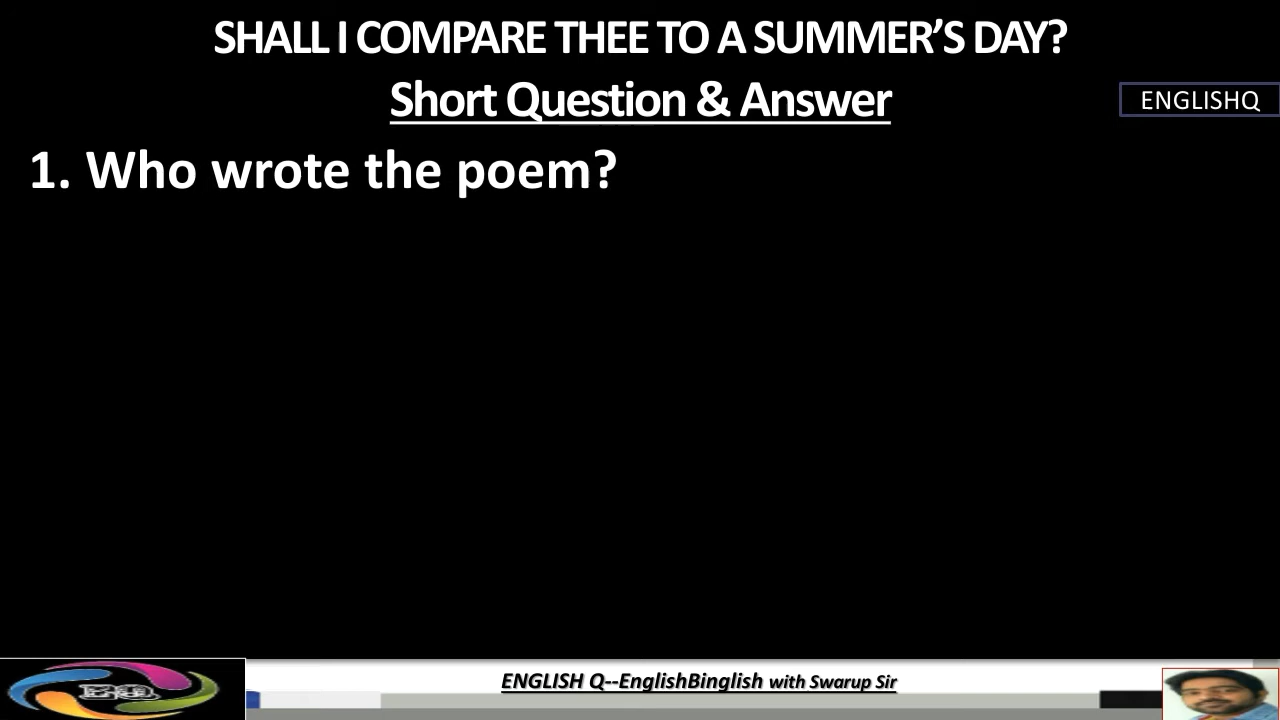 SHALL I COMPARE THEE TO A SUMMER’S DAY?
Short Question & Answer
ENGLISHQ
1. Who wrote the poem?
EQ
ENGLISH Q--EnglishBinglish with Swarup Sir